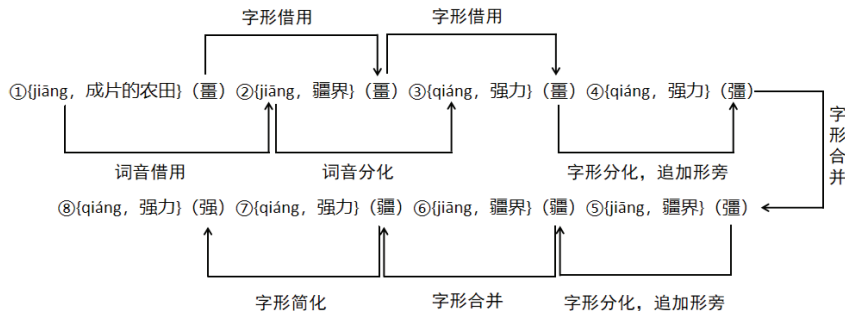 字形借用 字形借用
①{jiāng，成片的农田}（畺）②{jiāng，疆界}（畺）③{qiáng，强力}（畺）④{qiáng，强力}（彊）
词音借用 词音分化 字形分化，追加形旁
字形合并
⑧{qiáng，强力}（强）⑦{qiáng，强力}（疆）⑥{jiāng，疆界}（疆）⑤{jiāng，疆界}（彊）
字形简化 字形合并 字形分化，追加形旁